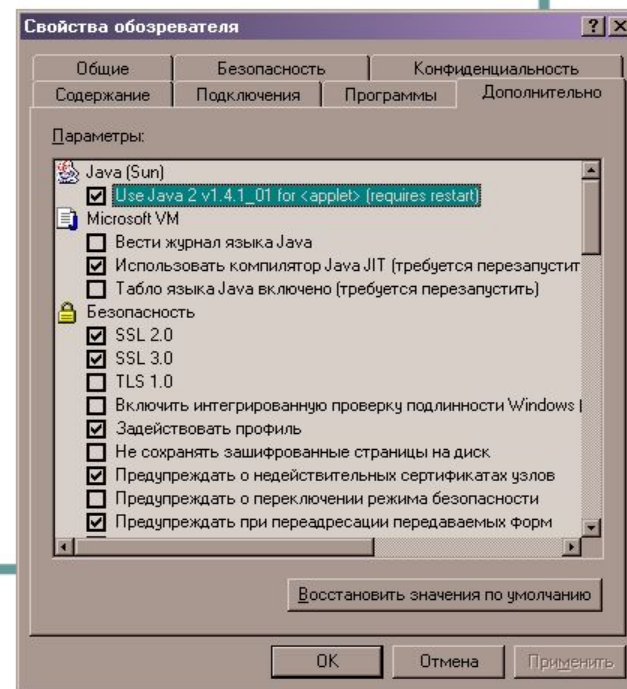 Свойства обозревателя
Общие Безопасность Конфиденциальность
Содержание Подключения Программы Дополнительно
Параметры:
Java (Sun)
Use Java 2 v1.4.1_01 for <applet> (requires restart)
Microsoft VM
Вести журнал языка Java
Использовать компилятор Java JIT (требуется перезапустит
Табло языка Java включено (требуется перезапустить)
Безопасность
SSL 2.0
SSL 3.0
TLS 1.0
Включить интегрированную проверку подлинности Windows (
Задействовать профиль
Не сохранять зашифрованные страницы на диск
Предупреждать о недействительных сертификатах узлов
Предупреждать о переключении режима безопасности
Предупреждать при переадресации передаваемых форм
Восстановить значения по умолчанию
OK Отмена Применить